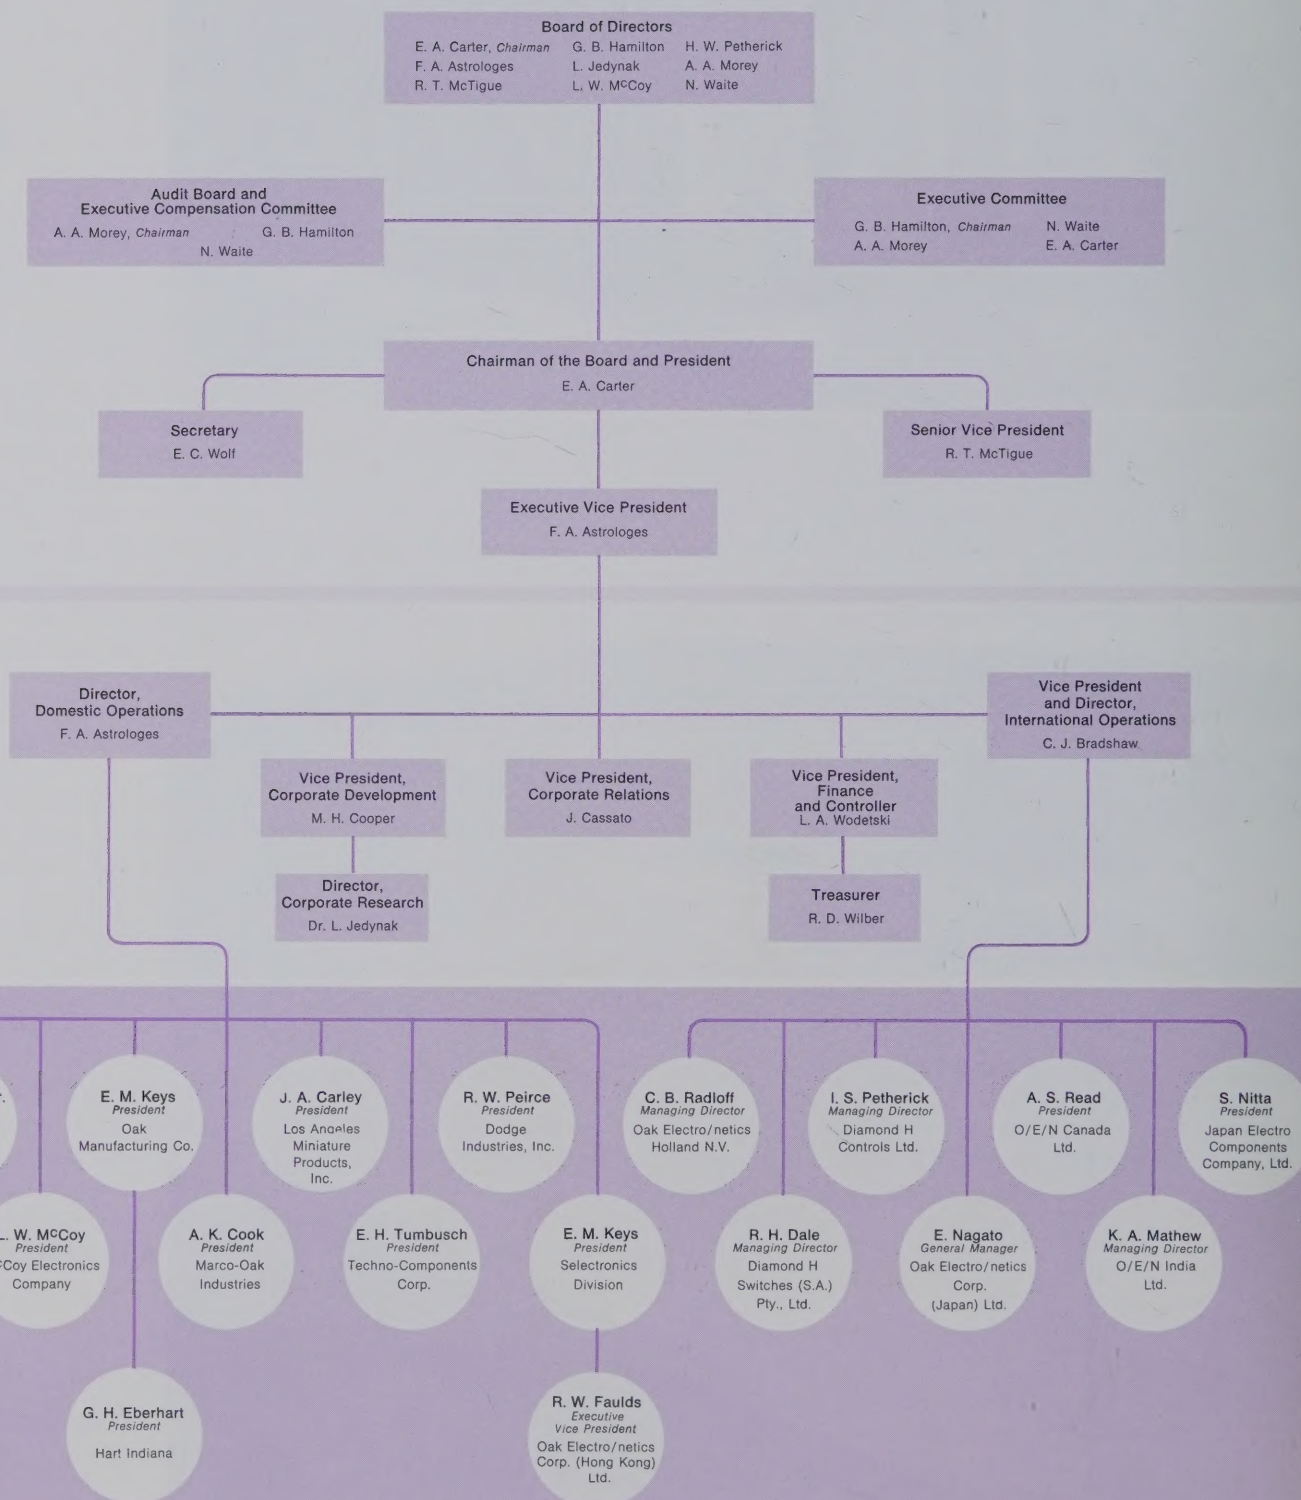 Board of Directors
E. A. Carter, Chairman G. B. Hamilton H. W. Petherick
F. A. Astrologes L. Jedynak A. A. Morey
R. T. McTigue L. W. McCoy N. Waite
Audit Board and
Executive Compensation Committee
A. A. Morey, Chairman G. B. Hamilton
N. Waite
Executive Committee
G. B. Hamilton, Chairman N. Waite
A. A. Morey E. A. Carter
Chairman of the Board and President
E. A. Carter
Secretary
E. C. Wolf
Senior Vice President
R. T. McTigue
Executive Vice President
F. A. Astrologes
Director,
Domestic Operations
F. A. Astrologes
Vice President
and Director,
International Operations
C. J. Bradshaw
Vice President,
Corporate Development
M. H. Cooper
Vice President,
Corporate Relations
J. Cassato
Vice President,
Finance
and Controller
L. A. Wodetski
Director,
Corporate Research
Dr. L. Jedynak
Treasurer
R. D. Wilber
E. M. Keys
President
Oak
Manufacturing Co.
J. A. Carley
President
Los Angeles
Miniature
Products,
Inc.
R. W. Peirce
President
Dodge
Industries, Inc.
C. B. Radloff
Managing Director
Oak Electro/netics
Holland N.V.
I. S. Petherick
Managing Director
Diamond H
Controls Ltd.
A. S. Read
President
O/E/N Canada
Ltd.
S. Nitta
President
Japan Electro
Components
Company, Ltd.
W. McCoy
President
Coy Electronics
Company
A. K. Cook
President
Marco-Oak
Industries
E. H. Tumbusch
President
Techno-Components
Corp.
E. M. Keys
President
Selectronics
Division
R. H. Dale
Managing Director
Diamond H
Switches (S.A.)
Pty., Ltd.
E. Nagato
General Manager
Oak Electro/netics
Corp.
(Japan) Ltd.
K. A. Mathew
Managing Director
O/E/N India
Ltd.
G. H. Eberhart
President
Hart Indiana
R. W. Faulds
Executive
Vice President
Oak Electro/netics
Corp. (Hong Kong)
Ltd.